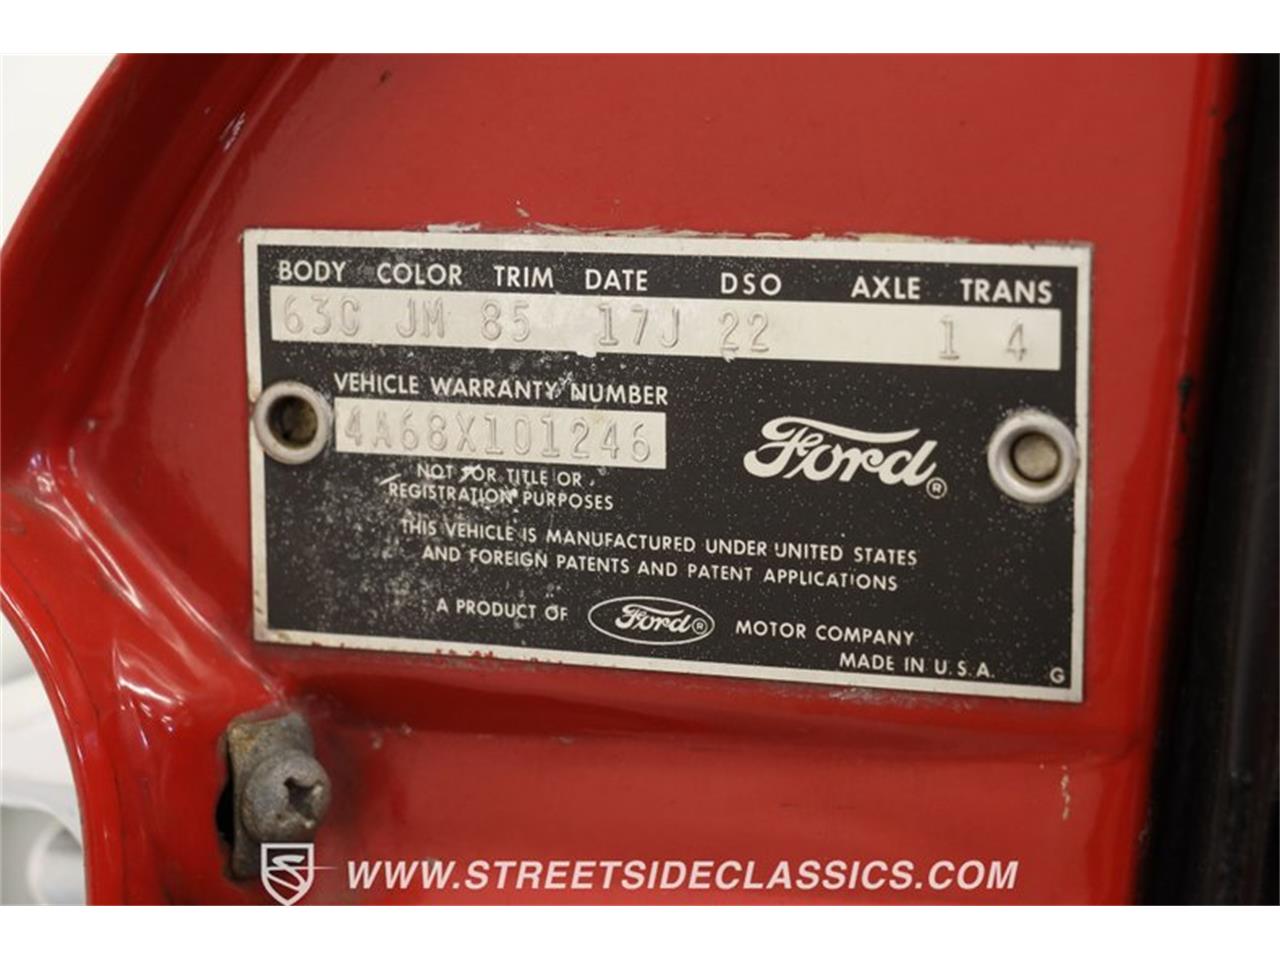 BODY COLOR TRIM DATE DSO AXLE TRANS
63C JM 85 17J 22 1 4
VEHICLE WARRANTY NUMBER
4A68X101246
NOT FOR TITLE OR
REGISTRATION PURPOSES
Ford®
THIS VEHICLE IS MANUFACTURED UNDER UNITED STATES
AND FOREIGN PATENTS AND PATENT APPLICATIONS
A PRODUCT OF Ford® MOTOR COMPANY
MADE IN U.S.A. G
WWW.STREETSIDECLASSICS.COM